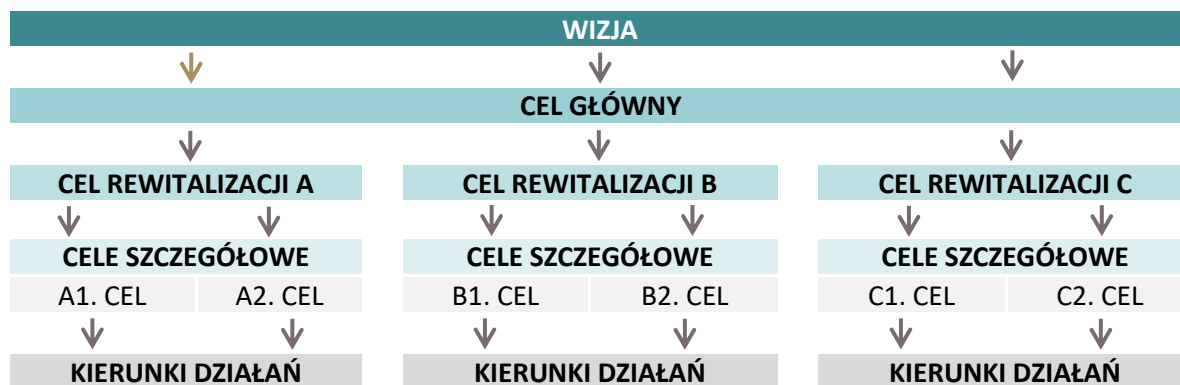 WIZJA
CEL GŁÓWNY
CEL REWITALIZACJI A CEL REWITALIZACJI B CEL REWITALIZACJI C
CELE SZCZEGÓŁOWE CELE SZCZEGÓŁOWE CELE SZCZEGÓŁOWE
A1. CEL A2. CEL B1. CEL B2. CEL C1. CEL C2. CEL
KIERUNKI DZIAŁAŃ KIERUNKI DZIAŁAŃ KIERUNKI DZIAŁAŃ